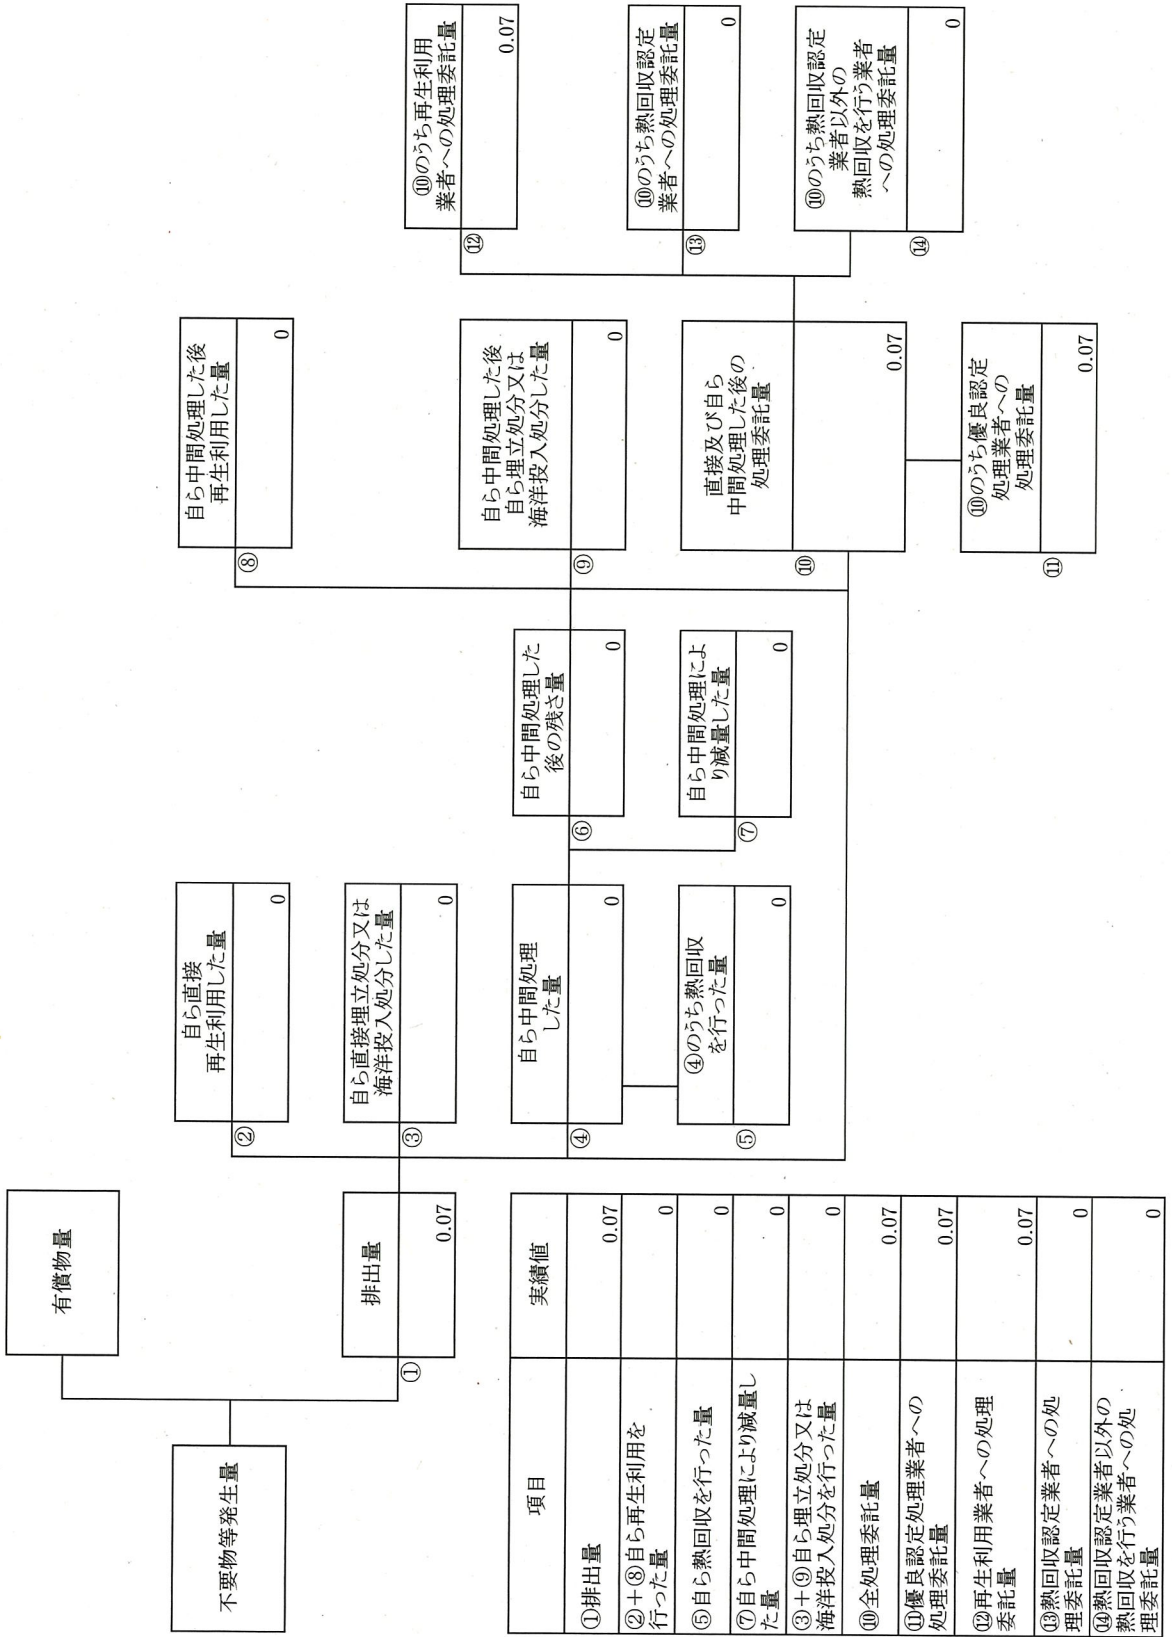 不要物等発生量
有償物量
①
排出量
0.07
②
自ら直接
再生利用した量
0
③
自ら直接埋立処分又は
海洋投入処分した量
0
④
自ら中間処理
した量
0
⑤
④のうち熱回収
を行った量
0
⑥
自ら中間処理した
後の残さ量
0
⑦
自ら中間処理によ
り減量した量
0
⑧
自ら中間処理した後
再生利用した量
0
⑨
自ら中間処理した後
自ら埋立処分又は
海洋投入処分した量
0
⑩
直接及び自ら
中間処理した後の
処理委託量
0.07
⑪
⑩のうち優良認定
処理業者への
処理委託量
0.07
⑫
⑩のうち再生利用
業者への処理委託量
0.07
⑬
⑩のうち熱回収認定
業者への処理委託量
0
⑭
⑩のうち熱回収認定
業者以外の
熱回収を行う業者
への処理委託量
0
項目 実績値
①排出量 0.07
②+⑧自ら再生利用を
行った量 0
⑤自ら熱回収を行った量 0
⑦自ら中間処理により減量し
た量 0
③+⑨自ら埋立処分又は
海洋投入処分を行った量 0
⑩全処理委託量 0.07
⑪優良認定処理業者への
処理委託量 0.07
⑫再生利用業者への処理
委託量 0.07
⑬熱回収認定業者への処
理委託量 0
⑭熱回収認定業者以外の
熱回収を行う業者への処
理委託量 0